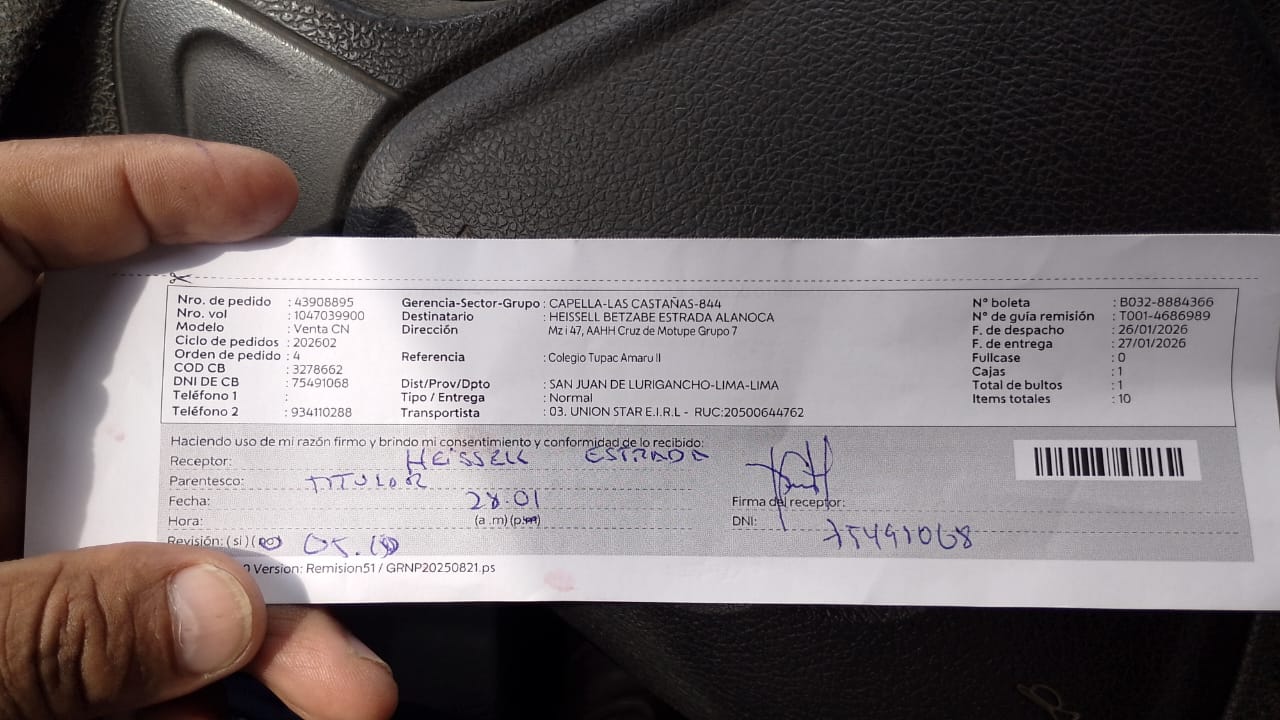 Nro. de pedido : 43908895
Nro. vol : 1047039900
Modelo : Venta CN
Ciclo de pedidos : 202602
Orden de pedido : 4
COD CB : 3278662
DNI DE CB : 75491068
Teléfono 1 :
Teléfono 2 : 934110288
Gerencia-Sector-Grupo : CAPELLA-LAS CASTAÑAS-844
Destinatario : HEISSELL BETZABE ESTRADA ALANOCA
Dirección Mz i 47, AAHH Cruz de Motupe Grupo 7
Referencia : Colegio Tupac Amaru II
Dist/Prov/Dpto : SAN JUAN DE LURIGANCHO-LIMA-LIMA
Tipo / Entrega : Normal
Transportista : 03. UNION STAR E.I.R.L - RUC:20500644762
N° boleta : B032-8884366
N° de guía remisión : T001-4686989
F. de despacho : 26/01/2026
F. de entrega : 27/01/2026
Fullcase : 0
Cajas : 1
Total de bultos : 1
Items totales : 10
Haciendo uso de mi razón firmo y brindo mi consentimiento y conformidad de lo recibido:
Receptor: HEISSELL ESTRADA
Parentesco: TITULAR
Fecha: 28.01
Hora: (a .m) (p.m)
Revisión: ( si ) (
Firma del receptor:
DNI: 75491068
Version: Remision51 / GRNP20250821.ps